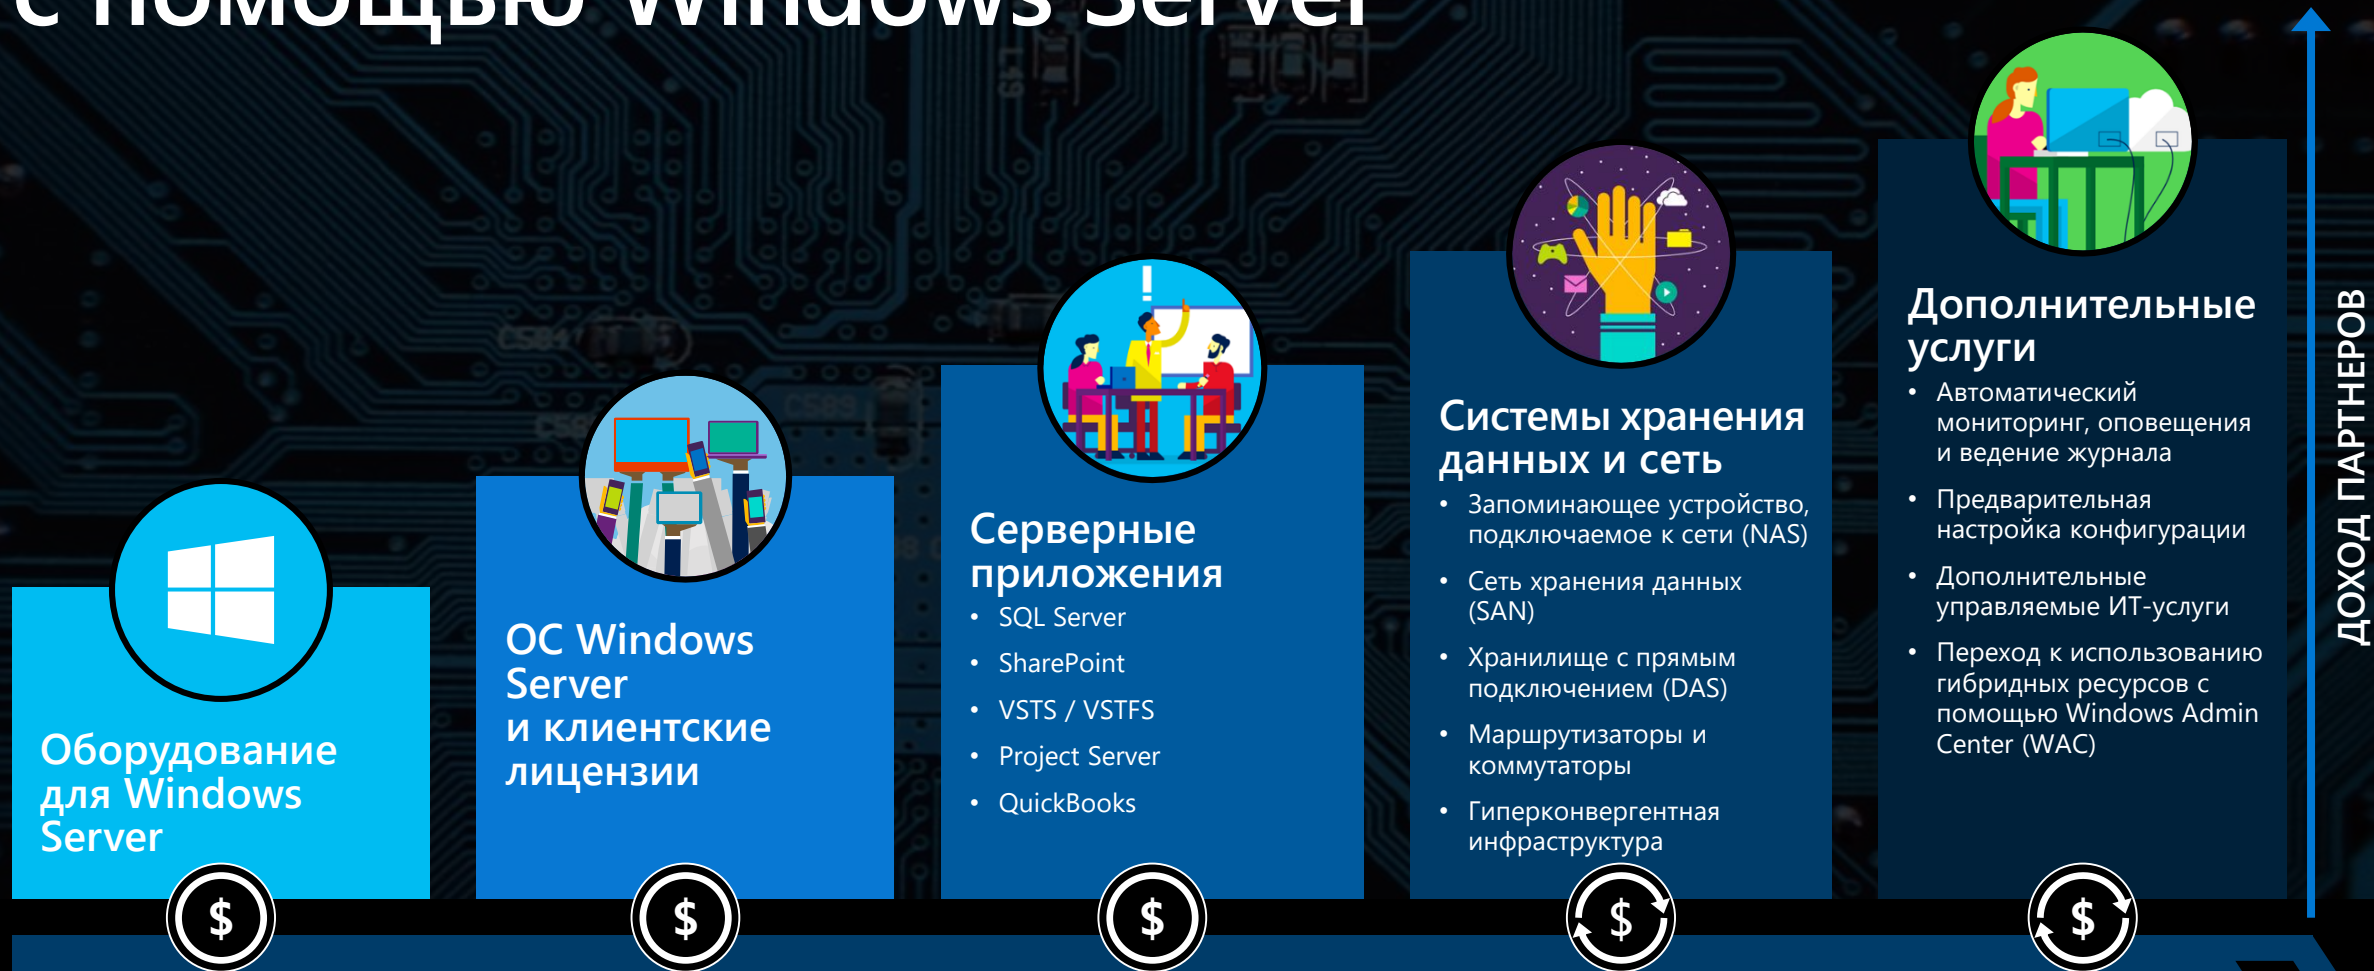 с помощью Windows Server
Оборудование
для Windows
Server
ОС Windows
Server
и клиентские
лицензии
Серверные
приложения
• SQL Server
• SharePoint
• VSTS / VSTFS
• Project Server
• QuickBooks
Системы хранения
данных и сеть
• Запоминающее устройство,
подключаемое к сети (NAS)
• Сеть хранения данных
(SAN)
• Хранилище с прямым
подключением (DAS)
• Маршрутизаторы и
коммутаторы
• Гиперконвергентная
инфраструктура
Дополнительные
услуги
• Автоматический
мониторинг, оповещения
и ведение журнала
• Предварительная
настройка конфигурации
• Дополнительные
управляемые ИТ-услуги
• Переход к использованию
гибридных ресурсов с
помощью Windows Admin
Center (WAC)
ДОХОД ПАРТНЕРОВ
$
$
$
$
$